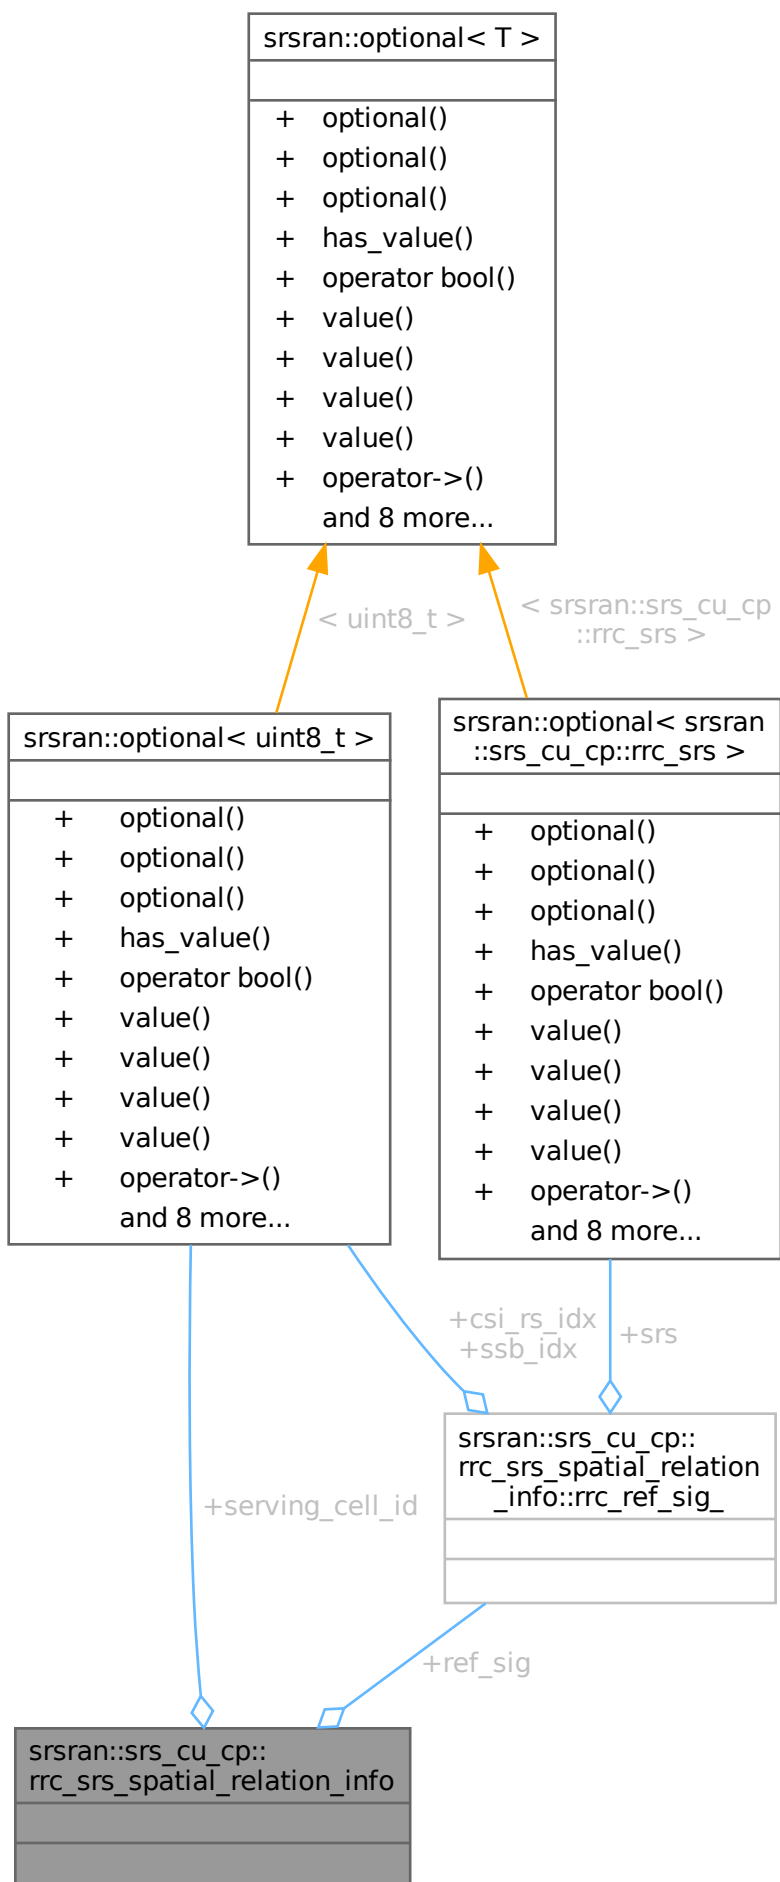 srsran::optional< T >
+ optional()
+ optional()
+ optional()
+ has_value()
+ operator bool()
+ value()
+ value()
+ value()
+ value()
+ operator->()
and 8 more...
< uint8_t >
< srsran::srs_cu_cp
::rrc_srs >
srsran::optional< uint8_t >
+ optional()
+ optional()
+ optional()
+ has_value()
+ operator bool()
+ value()
+ value()
+ value()
+ value()
+ operator->()
and 8 more...
srsran::optional< srsran
::srs_cu_cp::rrc_srs >
+ optional()
+ optional()
+ optional()
+ has_value()
+ operator bool()
+ value()
+ value()
+ value()
+ value()
+ operator->()
and 8 more...
+csi_rs_idx
+ssb_idx
+srs
srsran::srs_cu_cp::
rrc_srs_spatial_relation
_info::rrc_ref_sig_
+serving_cell_id
+ref_sig
srsran::srs_cu_cp::
rrc_srs_spatial_relation_info